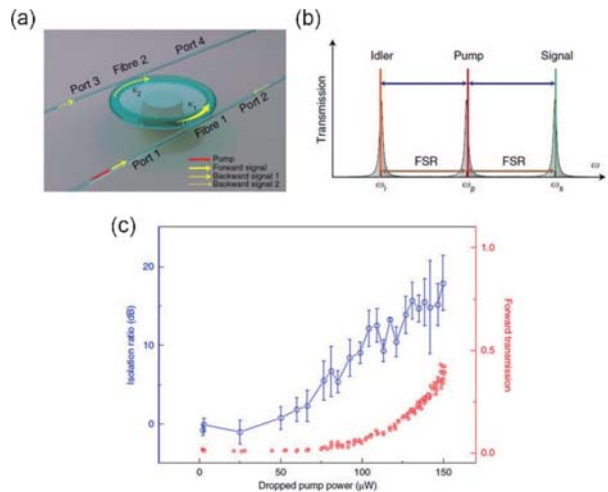 (a)
Port 3
Fibre 2
Port 4
κ₂
κ₁
Port 2
Fibre 1
Port 1
Pump
Forward signal
Backward signal 1
Backward signal 2
(b)
Idler
Pump
Signal
Transmission
FSR
FSR
ω
ωᵢ
ωₚ
ωₛ
(c)
Isolation ratio (dB)
20
10
0
Forward transmission
1.0
0.5
0.0
0
50
100
150
Dropped pump power (μW)